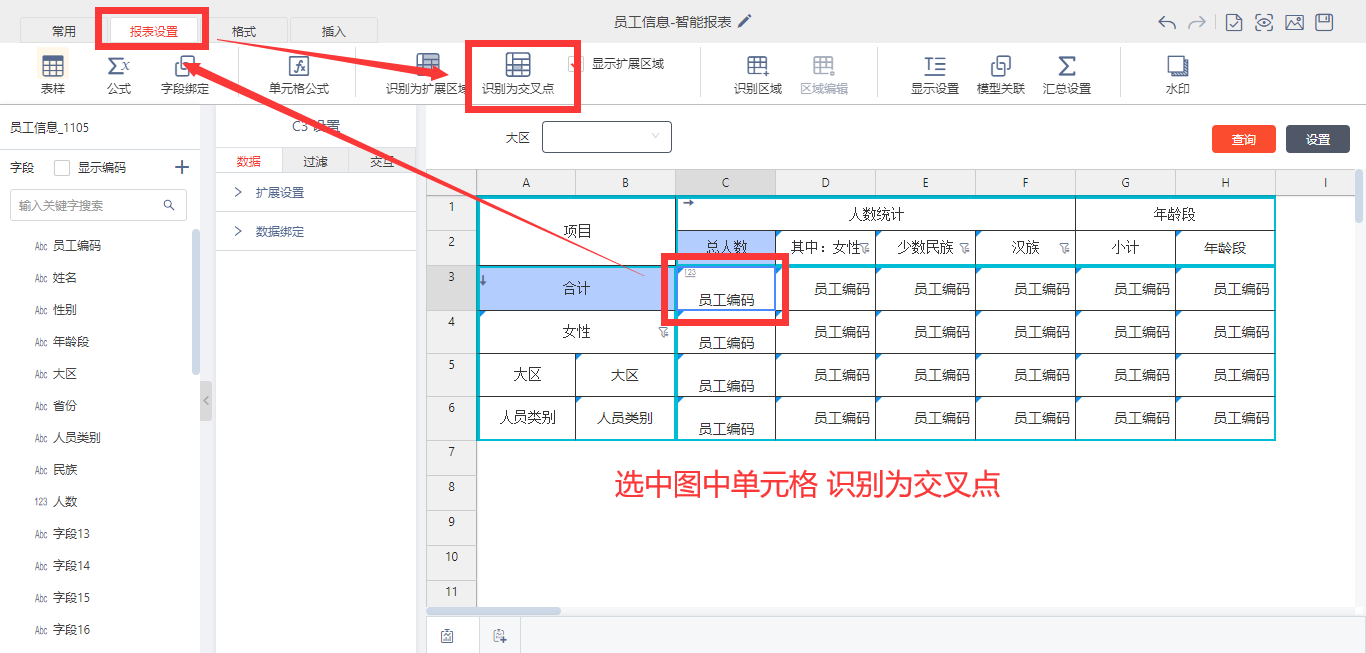 员工信息-智能报表
常用 报表设置 格式 插入
表样 公式 字段绑定 单元格公式 识别为扩展区域 识别为交叉点 显示扩展区域 识别区域 区域编辑 显示设置 模型关联 汇总设置 水印
员工信息_1105
字段 显示编码
输入关键字搜索
Abc 员工编码
Abc 姓名
Abc 性别
Abc 年龄段
Abc 大区
Abc 省份
Abc 人员类别
Abc 民族
123 人数
Abc 字段13
Abc 字段14
Abc 字段15
Abc 字段16
C3 设置
数据 过滤 交互
扩展设置
数据绑定
大区 查询 设置
A B C D E F G H I
1 项目 人数统计 年龄段
2 总人数 其中：女性 少数民族 汉族 小计 年龄段
3 合计 123 员工编码 员工编码 员工编码 员工编码 员工编码 员工编码
4 女性 员工编码 员工编码 员工编码 员工编码 员工编码 员工编码
5 大区 大区 员工编码 员工编码 员工编码 员工编码 员工编码 员工编码
6 人员类别 人员类别 员工编码 员工编码 员工编码 员工编码 员工编码 员工编码
7
8
9
10
11
选中图中单元格 识别为交叉点